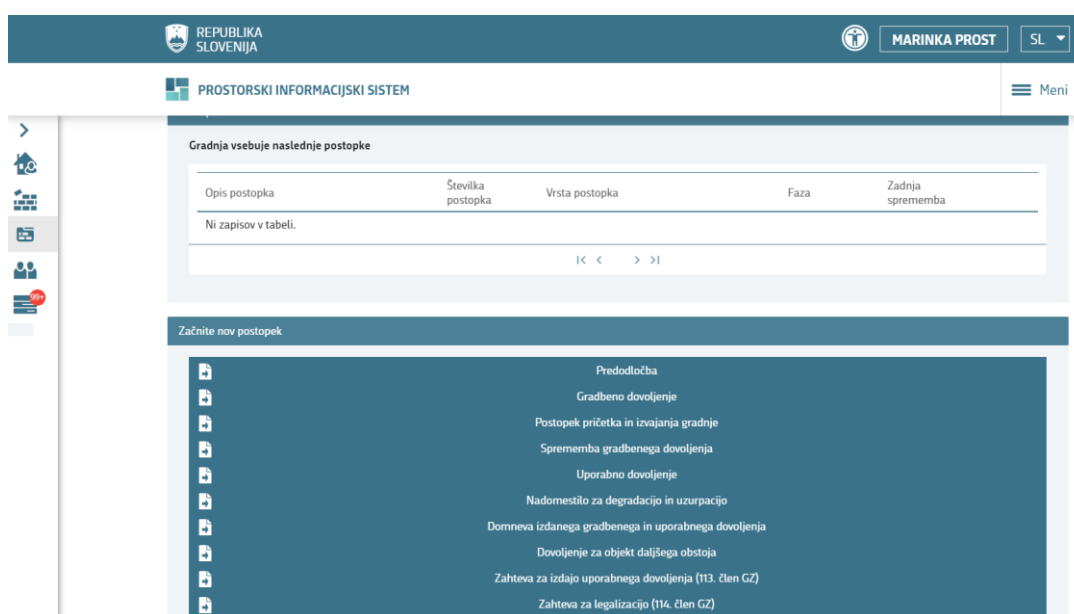 REPUBLIKA
SLOVENIJA
MARINKA PROST
SL
PROSTORSKI INFORMACIJSKI SISTEM
Meni
Gradnja vsebuje naslednje postopke
Opis postopka
Številka
postopka
Vrsta postopka
Faza
Zadnja
sprememba
Ni zapisov v tabeli.
99+
Začnite nov postopek
Predodločba
Gradbeno dovoljenje
Postopek pričetka in izvajanja gradnje
Sprememba gradbenega dovoljenja
Uporabno dovoljenje
Nadomestilo za degradacijo in uzurpacijo
Domneva izdanega gradbenega in uporabnega dovoljenja
Dovoljenje za objekt daljšega obstoja
Zahteva za izdajo uporabnega dovoljenja (113. člen GZ)
Zahteva za legalizacijo (114. člen GZ)